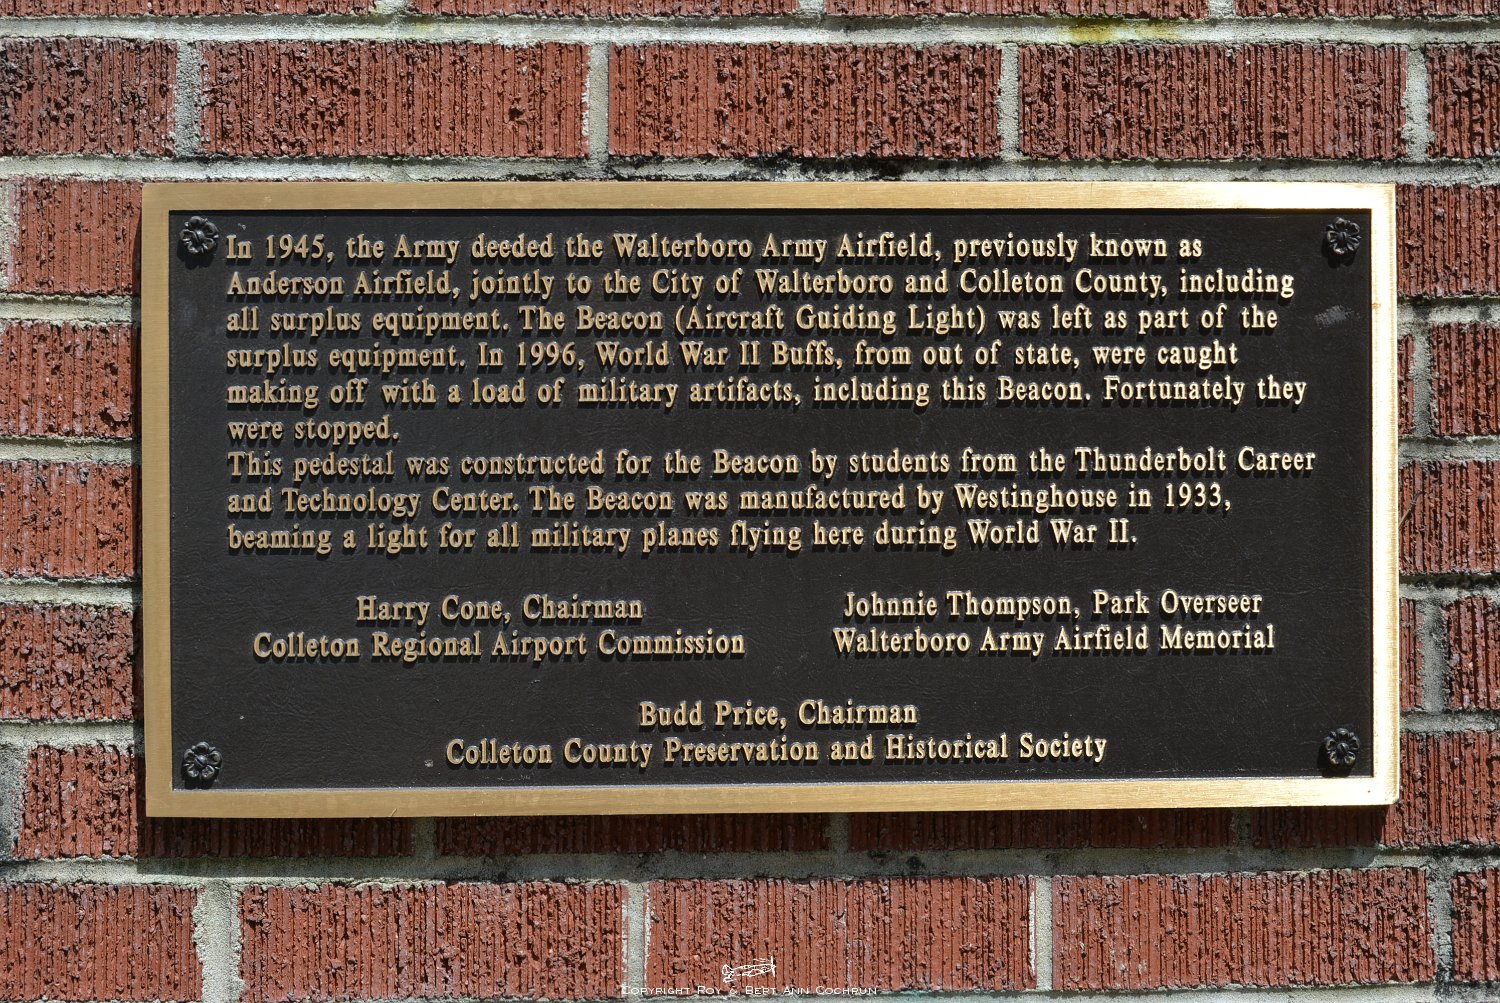 In 1945, the Army deeded the Walterboro Army Airfield, previously known as
Anderson Airfield, jointly to the City of Walterboro and Colleton County, including
all surplus equipment. The Beacon (Aircraft Guiding Light) was left as part of the
surplus equipment. In 1996, World War II Buffs, from out of state, were caught
making off with a load of military artifacts, including this Beacon. Fortunately they
were stopped.
This pedestal was constructed for the Beacon by students from the Thunderbolt Career
and Technology Center. The Beacon was manufactured by Westinghouse in 1933,
beaming a light for all military planes flying here during World War II.
Harry Cone, Chairman
Colleton Regional Airport Commission
Johnnie Thompson, Park Overseer
Walterboro Army Airfield Memorial
Budd Price, Chairman
Colleton County Preservation and Historical Society
Copyright Roy & Bert Ann Cochrun